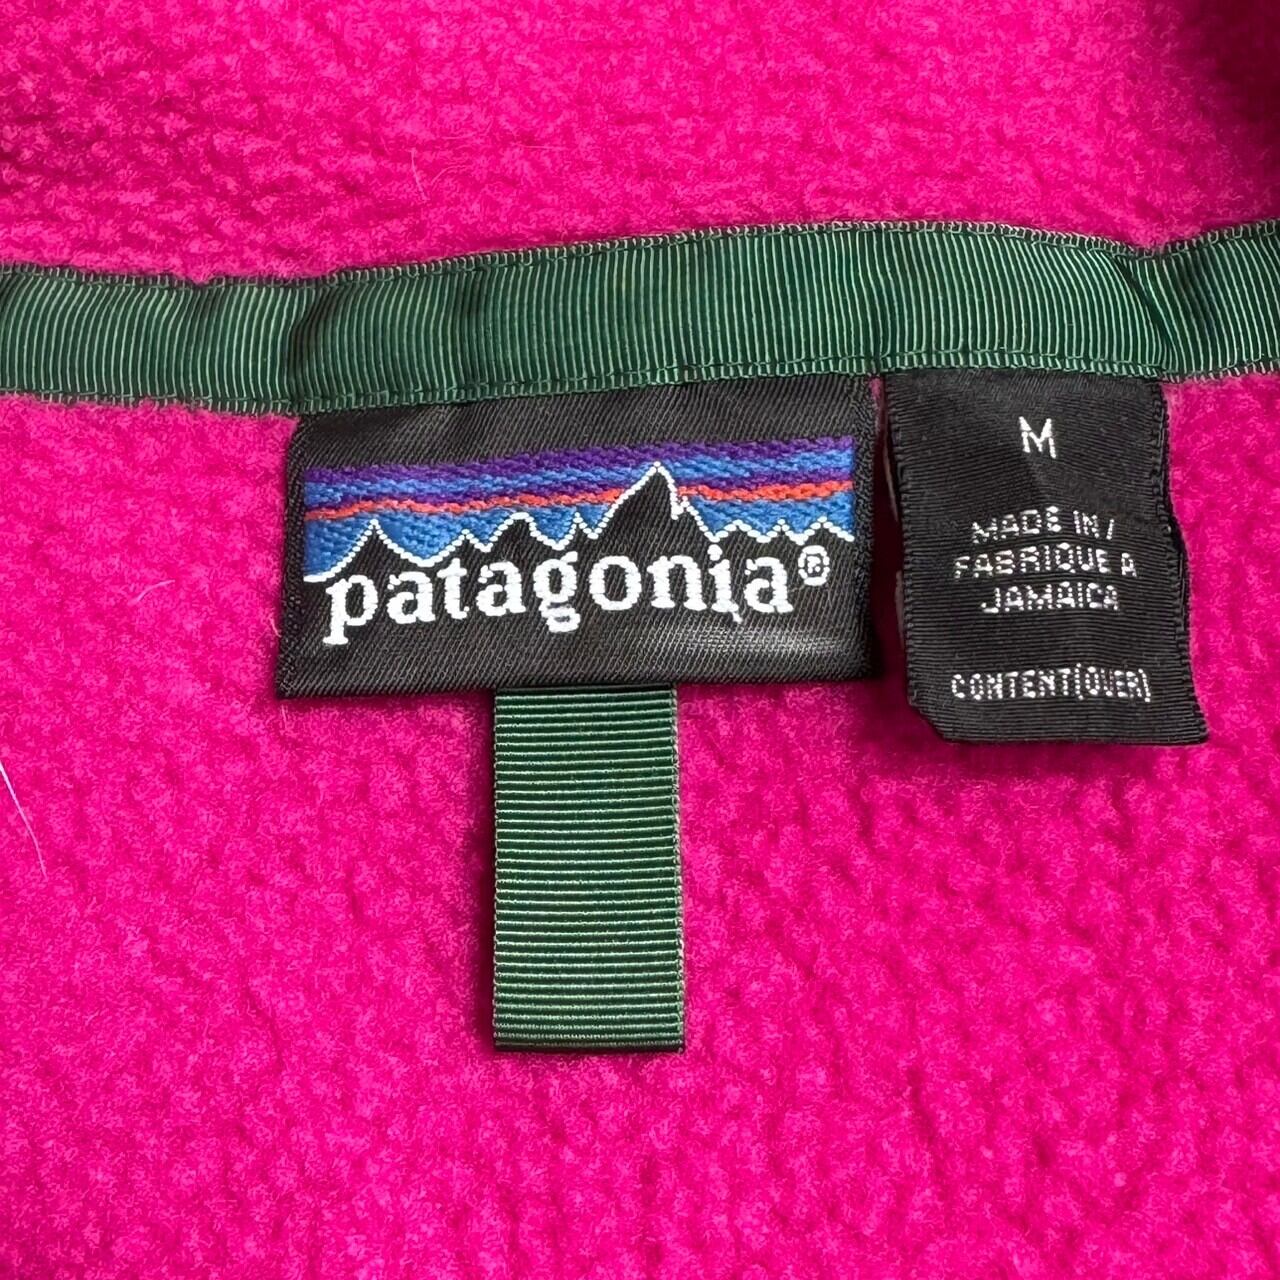 patagonia®
M
MADE IN/
FABRIQUE A
JAMAICA
CONTENT(OVER)